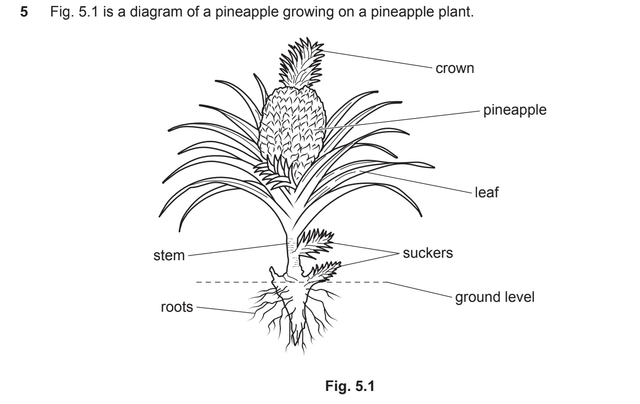 5 Fig. 5.1 is a diagram of a pineapple growing on a pineapple plant.
crown
pineapple
leaf
stem
suckers
ground level
roots
Fig. 5.1